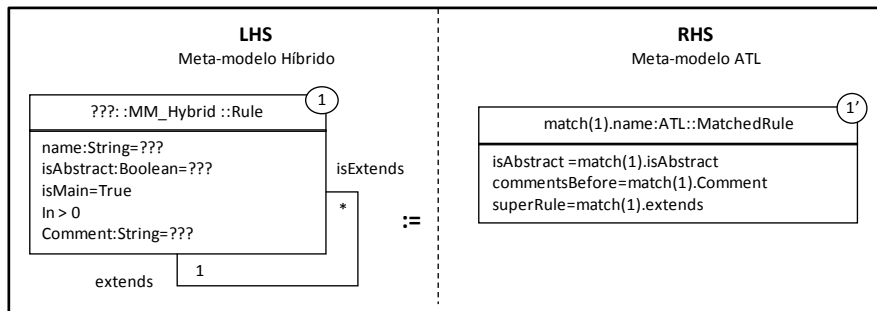 LHS
Meta-modelo Híbrido
???: :MM_Hybrid ::Rule
1
name:String=???
isAbstract:Boolean=???
isMain=True
In > 0
Comment:String=???
isExtends
*
1
extends
:=
RHS
Meta-modelo ATL
1’
match(1).name:ATL::MatchedRule
isAbstract =match(1).isAbstract
commentsBefore=match(1).Comment
superRule=match(1).extends